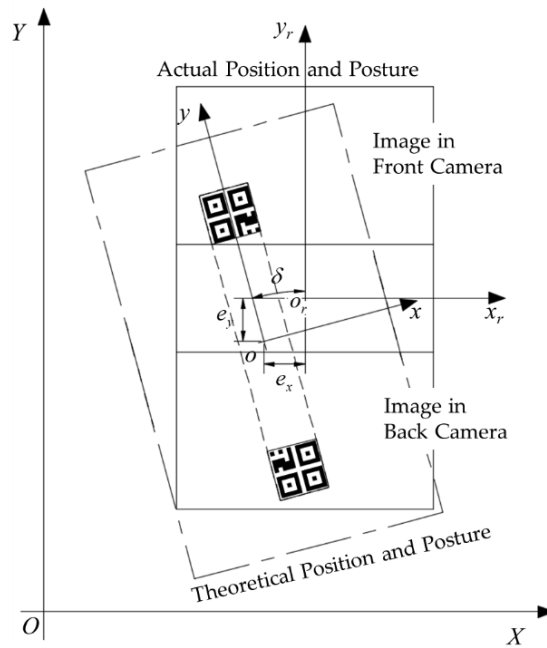 Y
y_r
Actual Position and Posture
y
Image in
Front Camera
δ
o_r
e_y
x
x_r
o
e_x
Image in
Back Camera
Theoretical Position and Posture
O
X